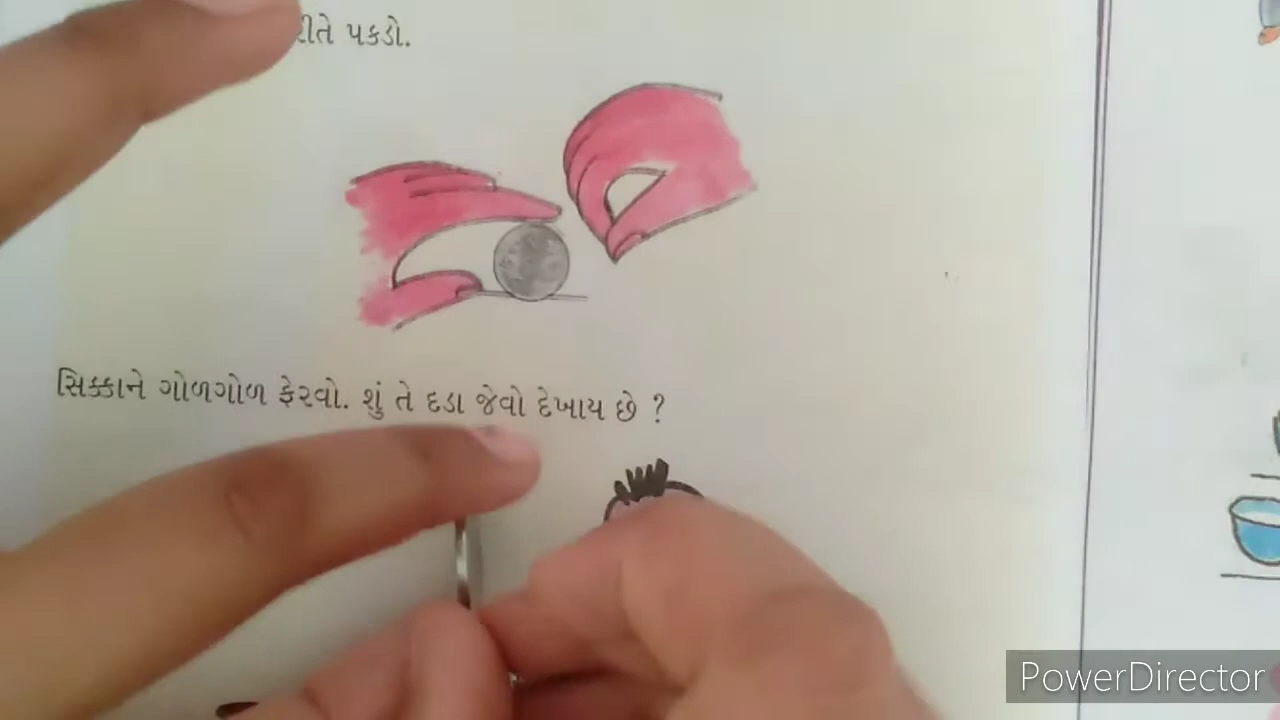 પકડો.
સિક્કાને ગોળગોળ ફેરવો. શું તે દડા જેવો દેખાય છે ?
PowerDirector